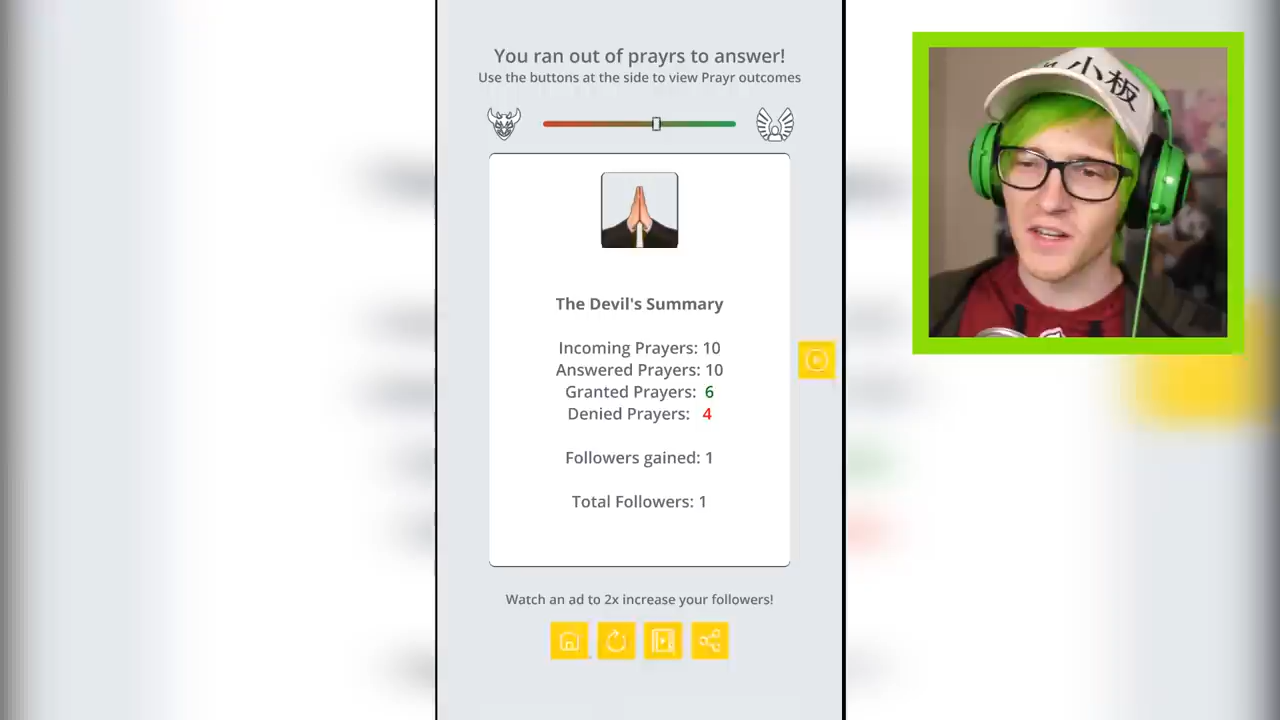 You ran out of prayrs to answer!
Use the buttons at the side to view Prayr outcomes
The Devil's Summary
Incoming Prayers: 10
Answered Prayers: 10
Granted Prayers: 6
Denied Prayers: 4
Followers gained: 1
Total Followers: 1
Watch an ad to 2x increase your followers!
小板